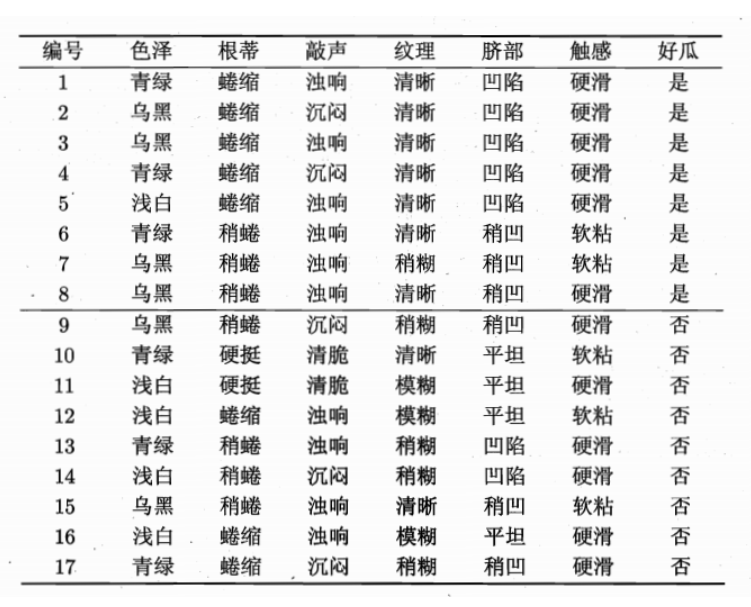 编号 色泽 根蒂 敲声 纹理 脐部 触感 好瓜
1 青绿 蜷缩 浊响 清晰 凹陷 硬滑 是
2 乌黑 蜷缩 沉闷 清晰 凹陷 硬滑 是
3 乌黑 蜷缩 浊响 清晰 凹陷 硬滑 是
4 青绿 蜷缩 沉闷 清晰 凹陷 硬滑 是
5 浅白 蜷缩 浊响 清晰 凹陷 硬滑 是
6 青绿 稍蜷 浊响 清晰 稍凹 软粘 是
7 乌黑 稍蜷 浊响 稍糊 稍凹 软粘 是
8 乌黑 稍蜷 浊响 清晰 稍凹 硬滑 是
9 乌黑 稍蜷 沉闷 稍糊 稍凹 硬滑 否
10 青绿 硬挺 清脆 清晰 平坦 软粘 否
11 浅白 硬挺 清脆 模糊 平坦 硬滑 否
12 浅白 蜷缩 浊响 模糊 平坦 软粘 否
13 青绿 稍蜷 浊响 稍糊 凹陷 硬滑 否
14 浅白 稍蜷 沉闷 稍糊 凹陷 硬滑 否
15 乌黑 稍蜷 浊响 清晰 稍凹 软粘 否
16 浅白 蜷缩 浊响 模糊 平坦 硬滑 否
17 青绿 蜷缩 沉闷 稍糊 稍凹 硬滑 否